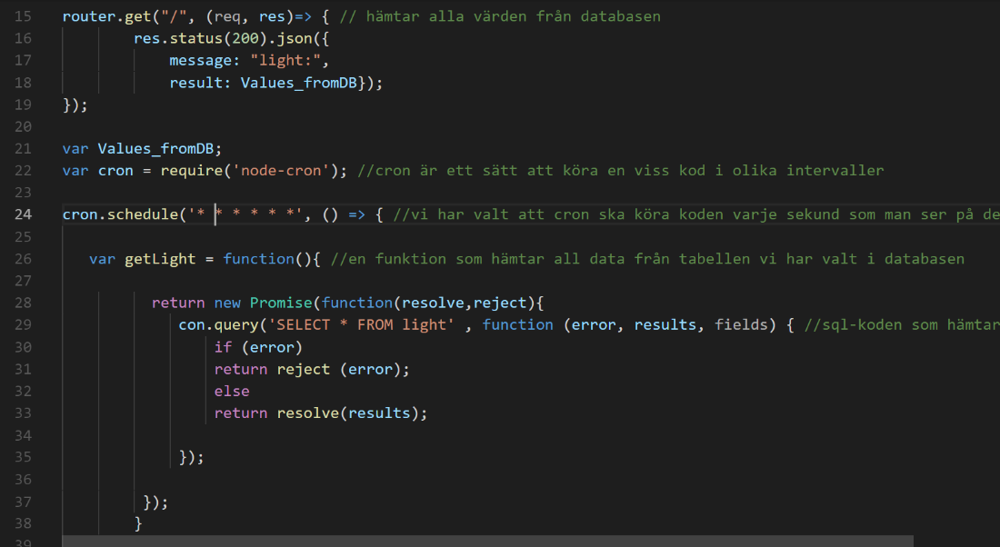 15 router.get("/", (req, res)=> { // hämtar alla värden från databasen
16 res.status(200).json({
17 message: "light:",
18 result: Values_fromDB});
19 });
20
21 var Values_fromDB;
22 var cron = require('node-cron'); //cron är ett sätt att köra en viss kod i olika intervaller
23
24 cron.schedule('* * * * * *', () => { //vi har valt att cron ska köra koden varje sekund som man ser på de
25
26 var getLight = function(){ //en funktion som hämtar all data från tabellen vi har valt i databasen
27
28 return new Promise(function(resolve,reject){
29 con.query('SELECT * FROM light' , function (error, results, fields) { //sql-koden som hämtar
30 if (error)
31 return reject (error);
32 else
33 return resolve(results);
34
35 });
36
37 });
38 }
39